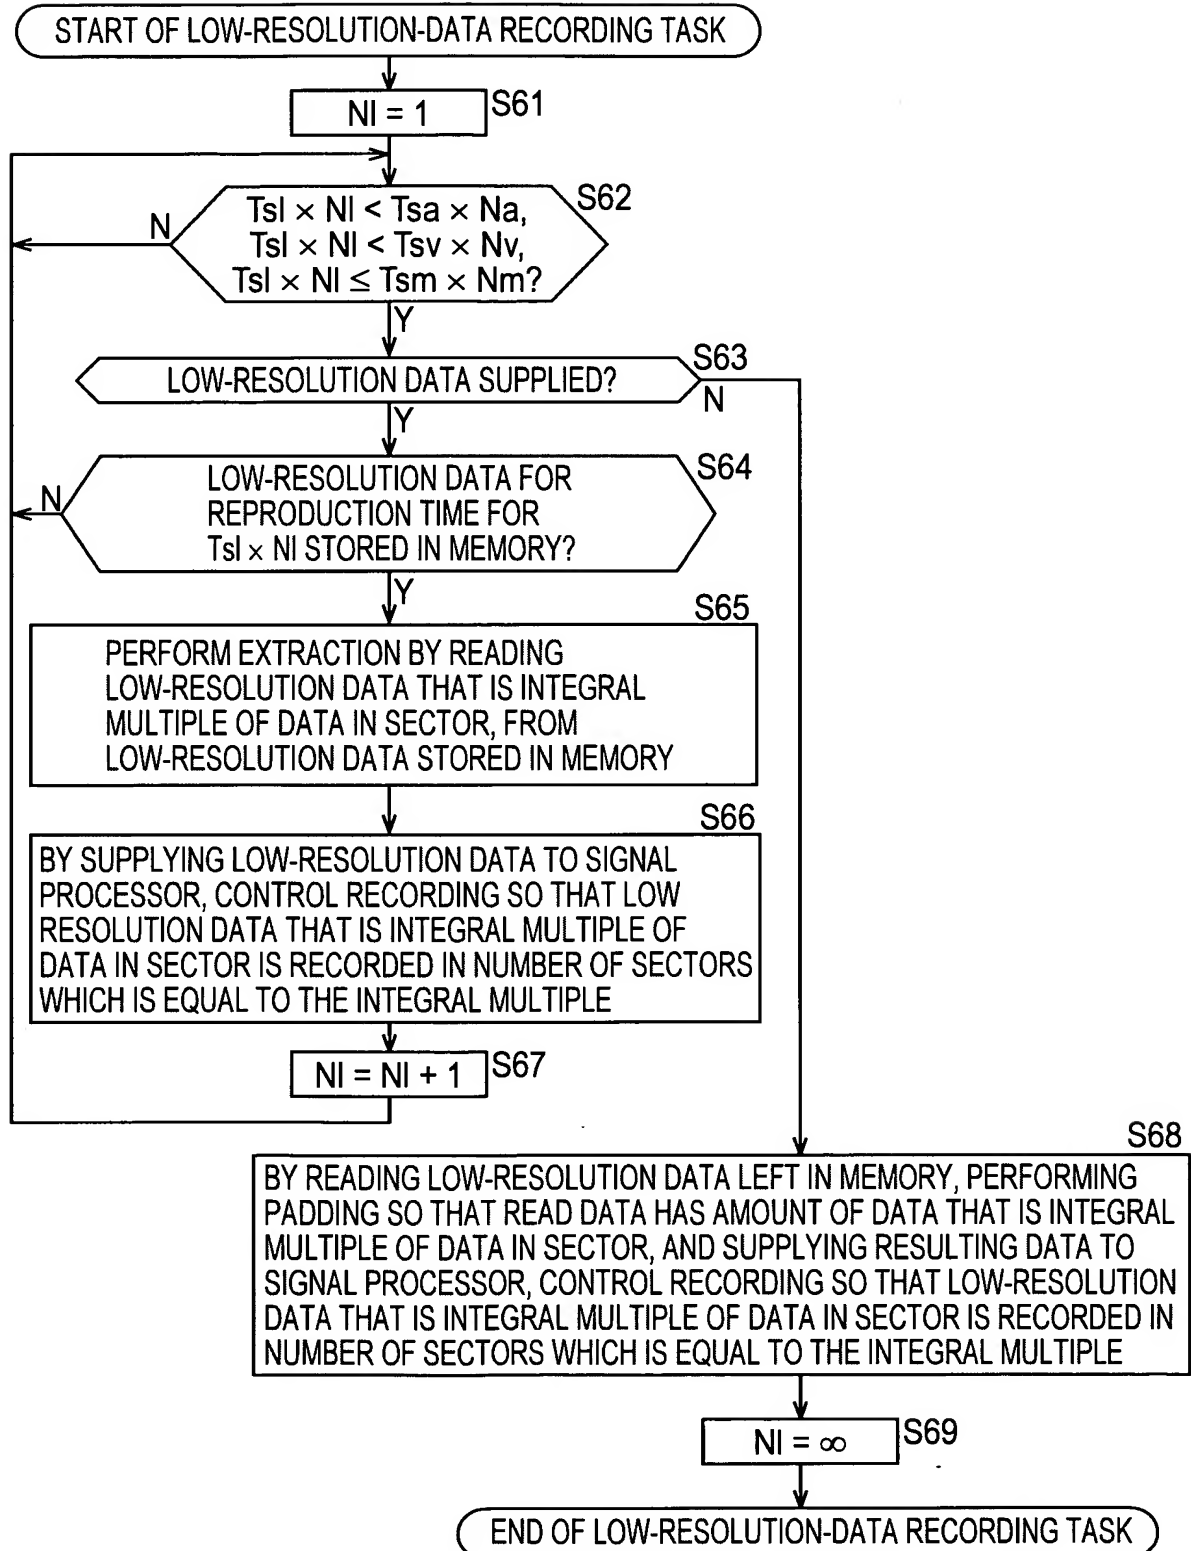 START OF LOW-RESOLUTION-DATA RECORDING TASK
S61
Nl = 1
S62
Tsl × Nl < Tsa × Na,
N
Tsl × Nl < Tsv × Nv,
Tsl × Nl ≤ Tsm × Nm?
Y
S63
LOW-RESOLUTION DATA SUPPLIED?
N
Y
S64
LOW-RESOLUTION DATA FOR
N
REPRODUCTION TIME FOR
Tsl × Nl STORED IN MEMORY?
Y
S65
PERFORM EXTRACTION BY READING
LOW-RESOLUTION DATA THAT IS INTEGRAL
MULTIPLE OF DATA IN SECTOR, FROM
LOW-RESOLUTION DATA STORED IN MEMORY
S66
BY SUPPLYING LOW-RESOLUTION DATA TO SIGNAL
PROCESSOR, CONTROL RECORDING SO THAT LOW
RESOLUTION DATA THAT IS INTEGRAL MULTIPLE OF
DATA IN SECTOR IS RECORDED IN NUMBER OF SECTORS
WHICH IS EQUAL TO THE INTEGRAL MULTIPLE
Nl = Nl + 1
S67
S68
BY READING LOW-RESOLUTION DATA LEFT IN MEMORY, PERFORMING
PADDING SO THAT READ DATA HAS AMOUNT OF DATA THAT IS INTEGRAL
MULTIPLE OF DATA IN SECTOR, AND SUPPLYING RESULTING DATA TO
SIGNAL PROCESSOR, CONTROL RECORDING SO THAT LOW-RESOLUTION
DATA THAT IS INTEGRAL MULTIPLE OF DATA IN SECTOR IS RECORDED IN
NUMBER OF SECTORS WHICH IS EQUAL TO THE INTEGRAL MULTIPLE
Nl = ∞
S69
END OF LOW-RESOLUTION-DATA RECORDING TASK